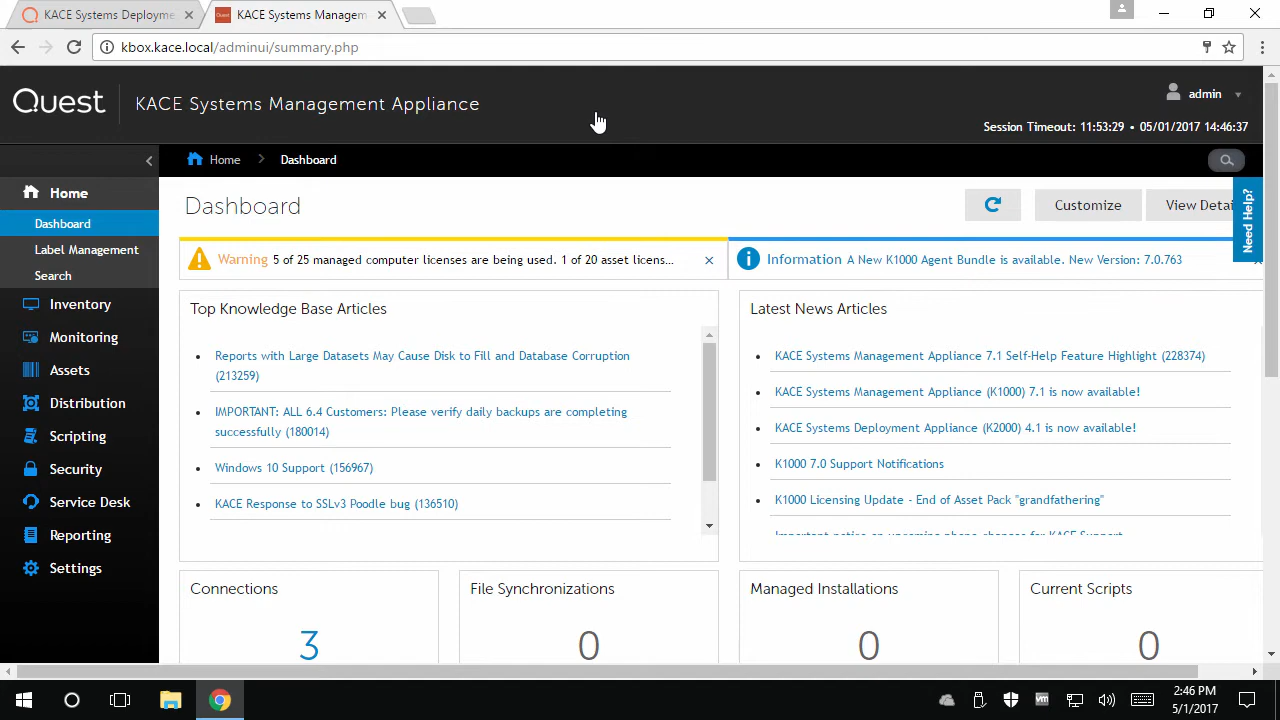 KACE Systems Deployme
KACE Systems Managem
kbox.kace.local/adminui/summary.php
Quest
KACE Systems Management Appliance
admin
Session Timeout: 11:53:29 • 05/01/2017 14:46:37
Home
Dashboard
Home
Dashboard
Label Management
Search
Inventory
Monitoring
Assets
Distribution
Scripting
Security
Service Desk
Reporting
Settings
Dashboard
Customize
View Detai
Need Help?
Warning 5 of 25 managed computer licenses are being used. 1 of 20 asset licens...
Information A New K1000 Agent Bundle is available. New Version: 7.0.763
Top Knowledge Base Articles
Reports with Large Datasets May Cause Disk to Fill and Database Corruption
(213259)
IMPORTANT: ALL 6.4 Customers: Please verify daily backups are completing
successfully (180014)
Windows 10 Support (156967)
KACE Response to SSLv3 Poodle bug (136510)
Latest News Articles
KACE Systems Management Appliance 7.1 Self-Help Feature Highlight (228374)
KACE Systems Management Appliance (K1000) 7.1 is now available!
KACE Systems Deployment Appliance (K2000) 4.1 is now available!
K1000 7.0 Support Notifications
K1000 Licensing Update - End of Asset Pack "grandfathering"
Important notice on upcoming phone changes for KACE Support
Connections
3
File Synchronizations
0
Managed Installations
0
Current Scripts
0
2:46 PM
5/1/2017